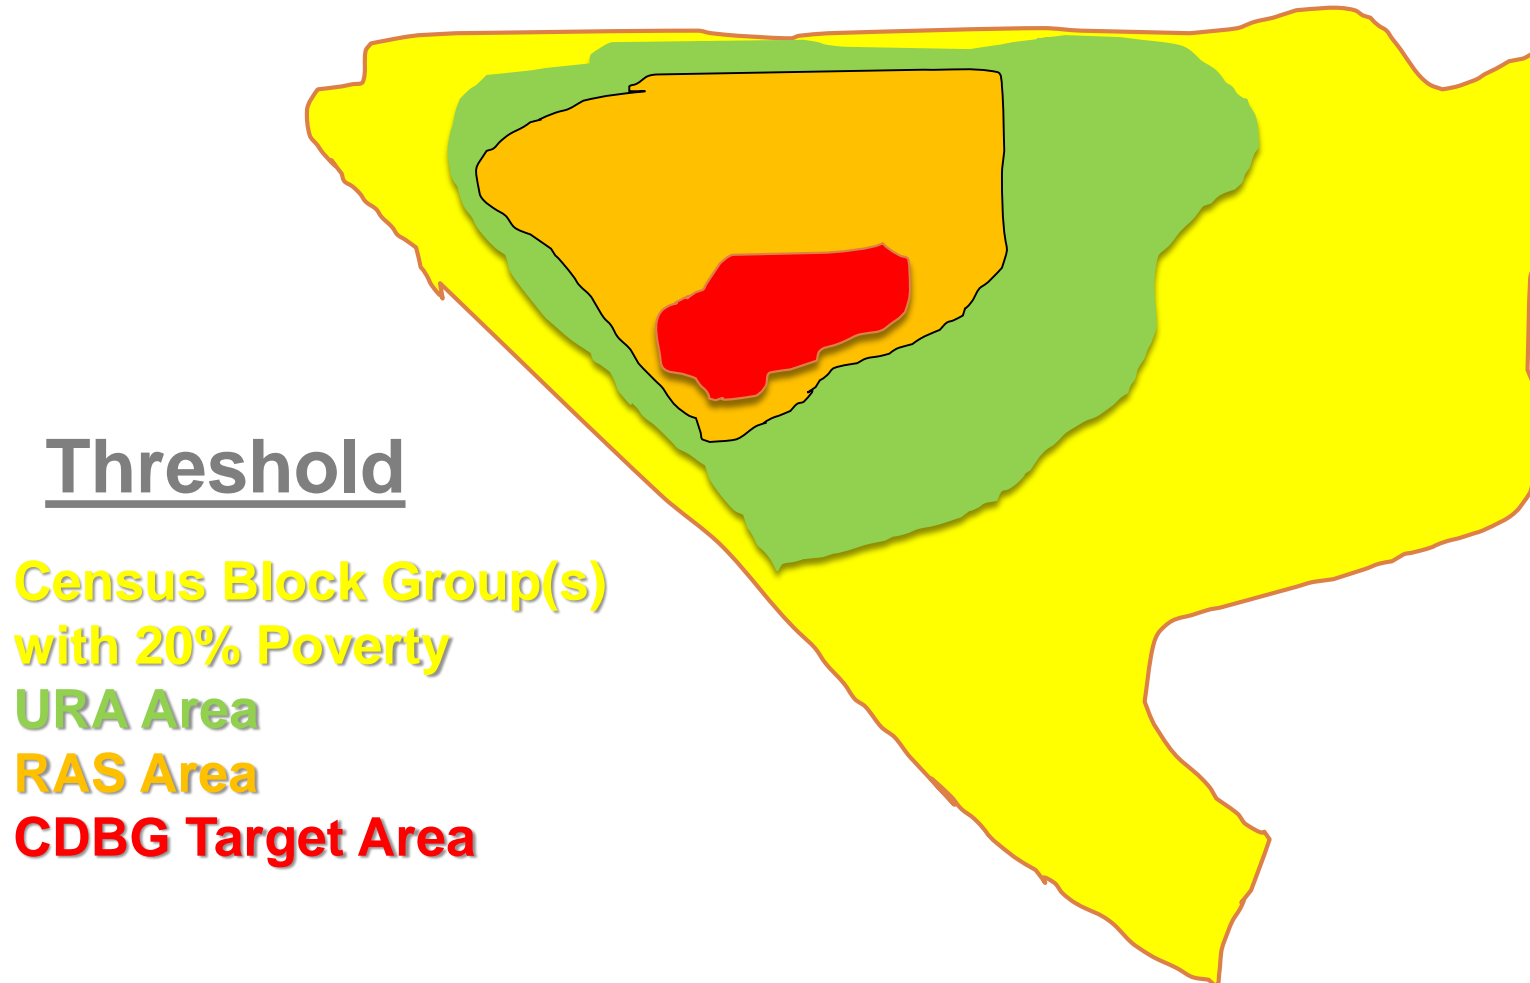 Threshold
Census Block Group(s)
with 20% Poverty
URA Area
RAS Area
CDBG Target Area